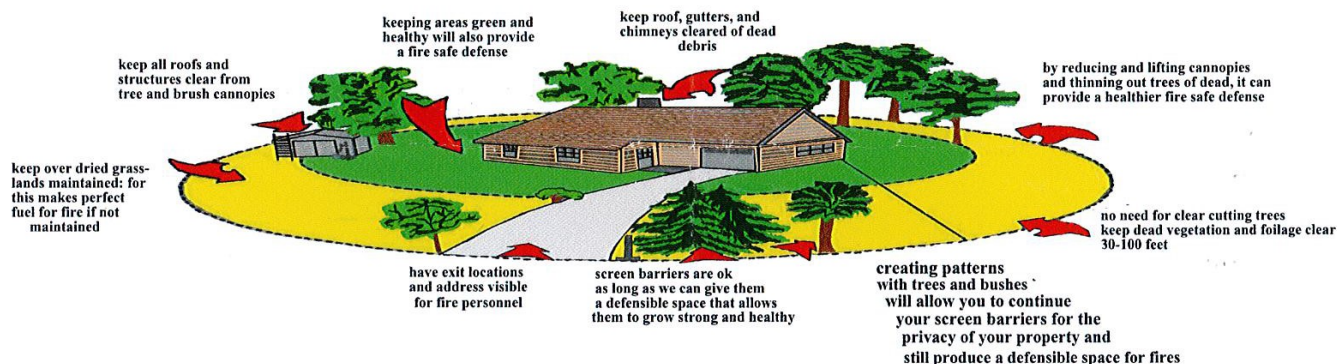 keep roof, gutters, and
chimneys cleared of dead
debris
keeping areas green and
healthy will also provide
a fire safe defense
keep all roofs and
structures clear from
tree and brush cannopies
by reducing and lifting cannopies
and thinning out trees of dead, it can
provide a healthier fire safe defense
keep over dried grass-
lands maintained: for
this makes perfect
fuel for fire if not
maintained
no need for clear cutting trees
keep dead vegetation and foilage clear
30-100 feet
have exit locations
and address visible
for fire personnel
screen barriers are ok
as long as we can give them
a defensible space that allows
them to grow strong and healthy
creating patterns
with trees and bushes
will allow you to continue
your screen barriers for the
privacy of your property and
still produce a defensible space for fires